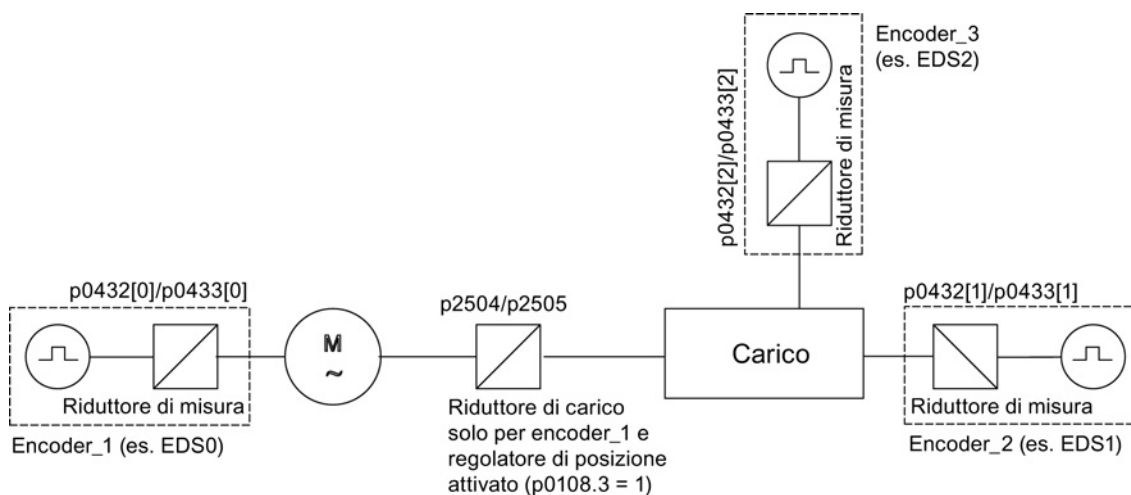 Encoder_3
(es. EDS2)
p0432[2]/p0433[2]
Riduttore di misura
p0432[0]/p0433[0]
Riduttore di misura
Encoder_1 (es. EDS0)
M
~
p2504/p2505
Riduttore di carico
solo per encoder_1 e
regolatore di posizione
attivato (p0108.3 = 1)
Carico
p0432[1]/p0433[1]
Riduttore di misura
Encoder_2 (es. EDS1)